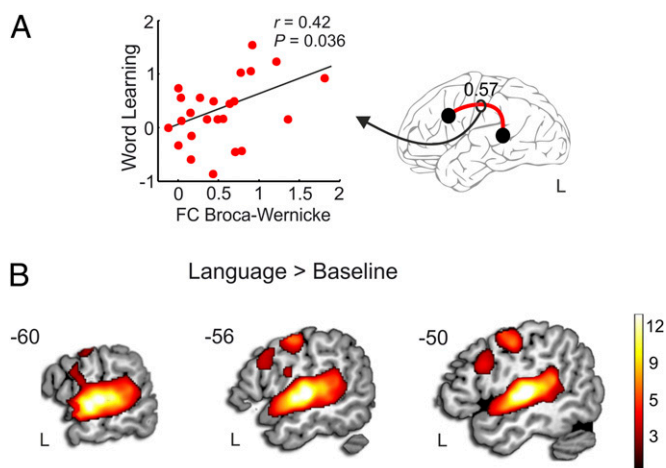 A
r = 0.42
P = 0.036
Word Learning
2
1
0
-1
0
0.5
1
1.5
2
FC Broca-Wernicke
0.57
L
B
Language > Baseline
-60
-56
-50
L
L
L
12
9
5
3